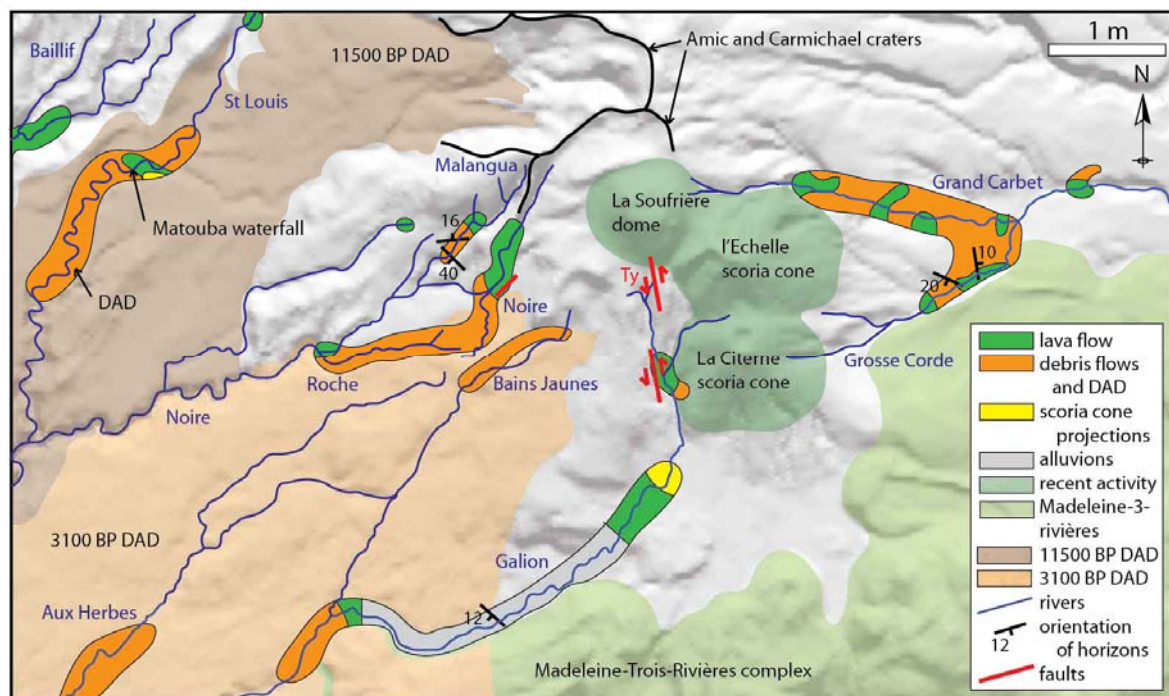 Baillif
11500 BP DAD
St Louis
Amic and Carmichael craters
1 m
N
Malangua
Matouba waterfall
DAD
16
40
La Soufrière
dome
Grand Carbet
l'Echelle
scoria cone
10
20
Ty
Noire
Roche
Bains Jaunes
La Citerne
scoria cone
Grosse Corde
Noire
3100 BP DAD
Galion
Aux Herbes
12
Madeleine-Trois-Rivières complex
lava flow
debris flows
and DAD
scoria cone
projections
alluvions
recent activity
Madeleine-3-
rivières
11500 BP DAD
3100 BP DAD
rivers
orientation
12 of horizons
faults